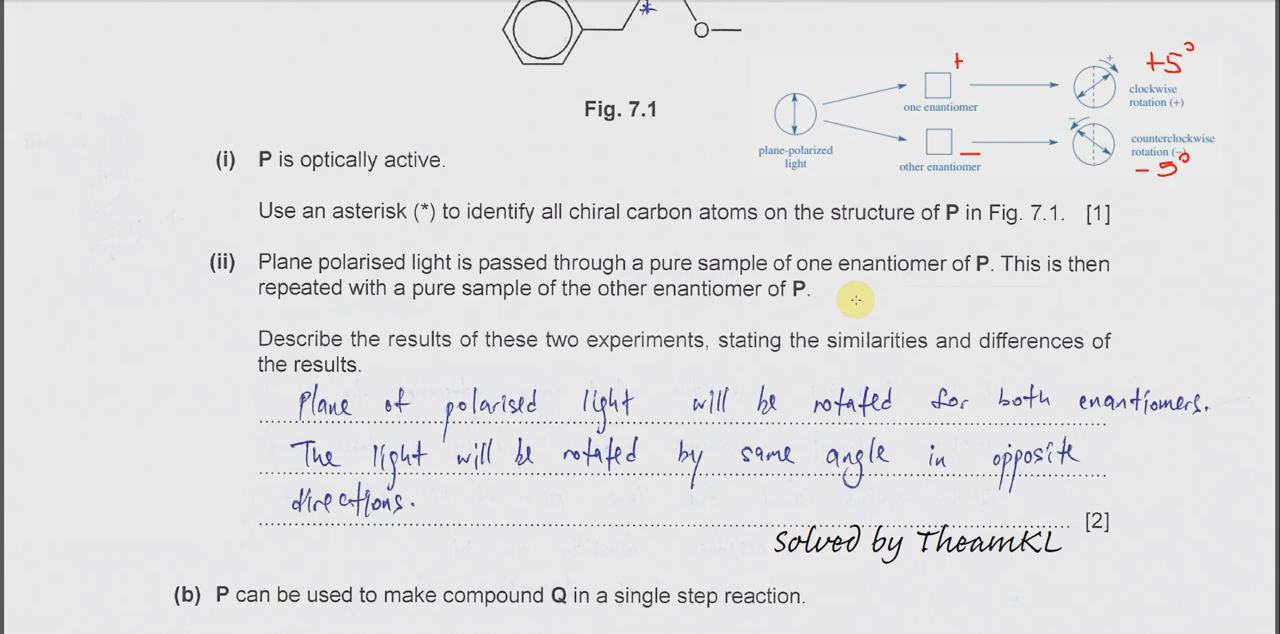 *
O
+
+5°
+
clockwise
rotation (+)
one enantiomer
Fig. 7.1
plane-polarized
light
−
−
counterclockwise
rotation (−)
other enantiomer
− 5°
(i) P is optically active.
Use an asterisk (*) to identify all chiral carbon atoms on the structure of P in Fig. 7.1. [1]
(ii) Plane polarised light is passed through a pure sample of one enantiomer of P. This is then
repeated with a pure sample of the other enantiomer of P.
Describe the results of these two experiments, stating the similarities and differences of
the results.
Plane of polarised light will be rotated for both enantiomers.
The light will be rotated by same angle in opposite
directions.
[2]
Solved by TheamKL
(b) P can be used to make compound Q in a single step reaction.